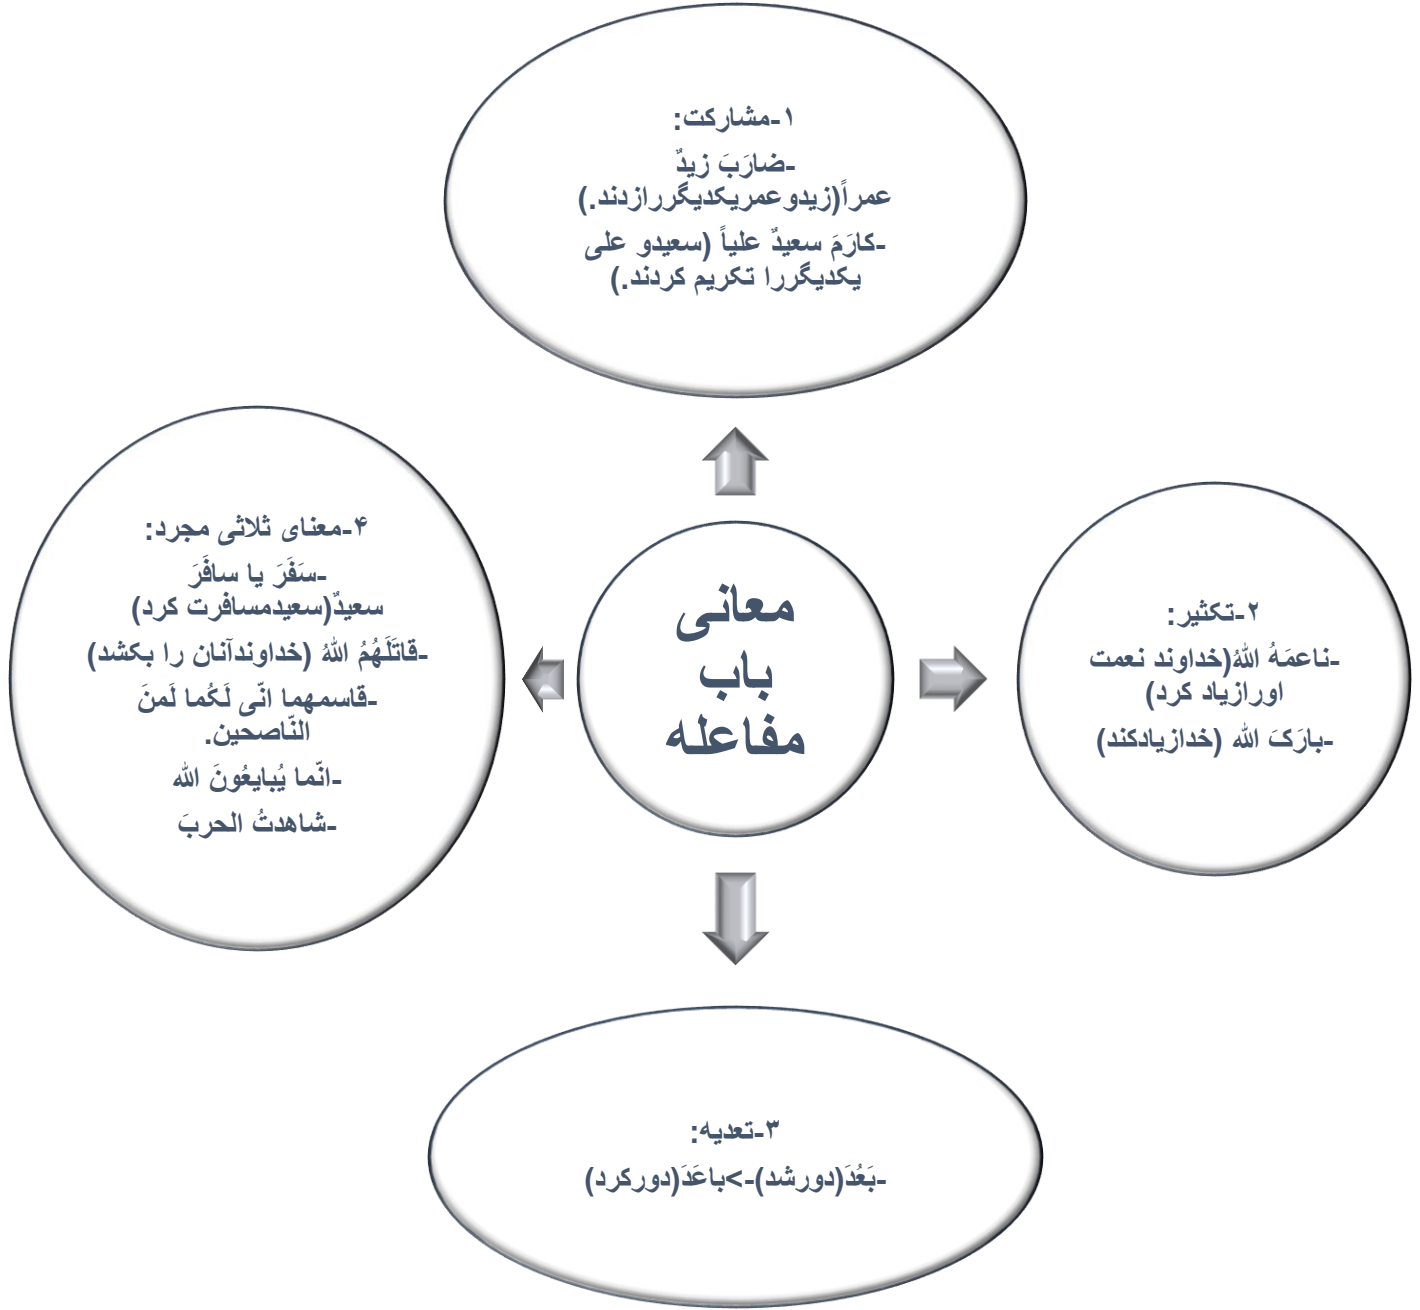 ۱-مشارکت:
-ضارَبَ زیدٌ
عمراً(زیدوعمریکدیگررازدند.)
-کارَمَ سعیدٌ علیاً (سعیدو علی
یکدیگررا تکریم کردند.)
معانی
باب
مفاعله
۲-تکثیر:
-ناعمَهُ اللهُ(خداوند نعمت
اورازیاد کرد)
-بارَکَ الله (خدازیادکند)
۳-تعدیه:
-بَعُدَ(دورشد)->باعَدَ(دورکرد)
۴-معنای ثلاثی مجرد:
-سَفَرَ یا سافَرَ
سعیدٌ(سعیدمسافرت کرد)
-قاتَلَهُمُ اللهُ (خداوندآنان را بکشد)
-قاسمهما انّی لَکُما لَمنَ
النّاصحین.
-انّما یُبایعُونَ الله
-شاهدتُ الحربَ